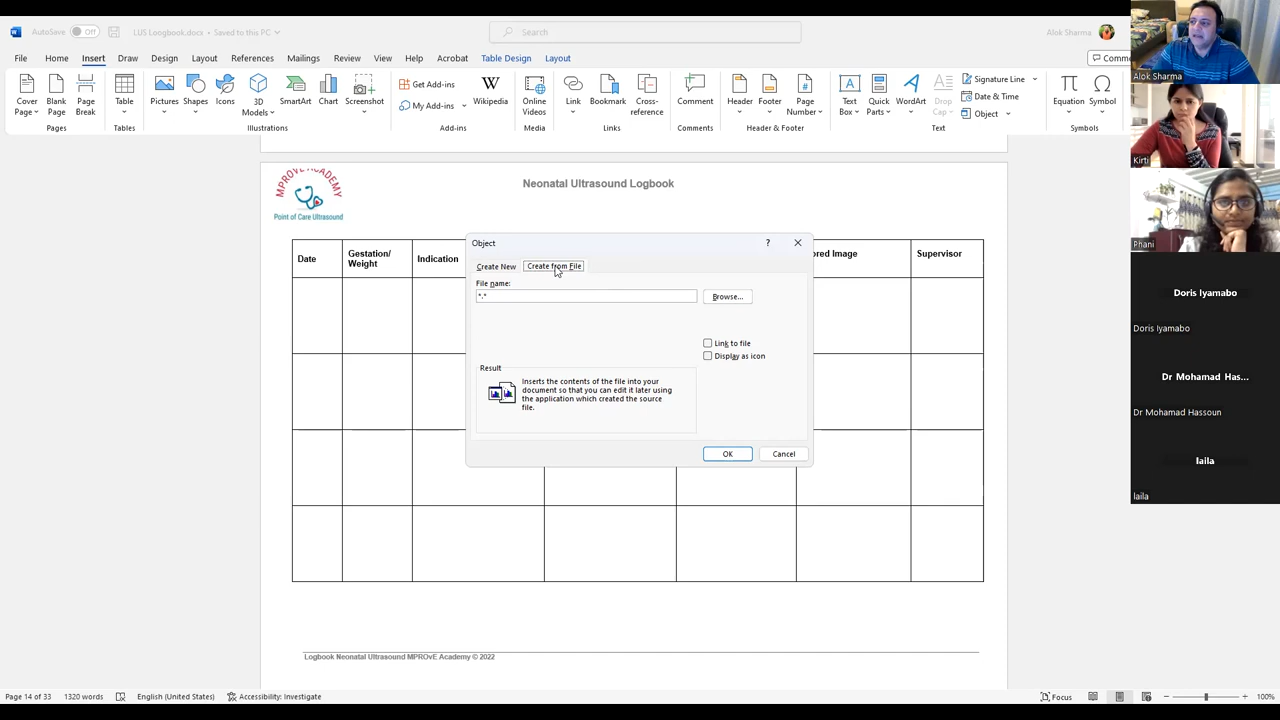 AutoSave Off LUS Loogbook.docx • Saved to this PC Search Alok Sharma
File Home Insert Draw Design Layout References Mailings Review View Help Acrobat Table Design Layout Comme
Cover Page
Blank Page
Page Break
Table
Pictures
Shapes
Icons
3D Models
SmartArt
Chart
Screenshot
Get Add-ins
My Add-ins
Wikipedia
Online Videos
Link
Bookmark
Cross-reference
Comment
Header
Footer
Page Number
Text Box
Quick Parts
WordArt
Drop Cap
Signature Line
Date & Time
Object
Equation
Symbol
Pages Tables Illustrations Add-ins Media Links Comments Header & Footer Text Symbols
MPROVE ACADEMY
Point of Care Ultrasound
Neonatal Ultrasound Logbook
Date
Gestation/
Weight
Indication
ored Image
Supervisor
Object
?
Create New Create from File
File name:
*.*
Browse...
Link to file
Display as icon
Result
Inserts the contents of the file into your
document so that you can edit it later using
the application which created the source
file.
OK Cancel
Logbook Neonatal Ultrasound MPROvE Academy © 2022
Page 14 of 33 1320 words English (United States) Accessibility: Investigate Focus 100%
Alok Sharma
Kirti
Phani
Doris Iyamabo
Doris Iyamabo
Dr Mohamad Has...
Dr Mohamad Hassoun
laila
laila